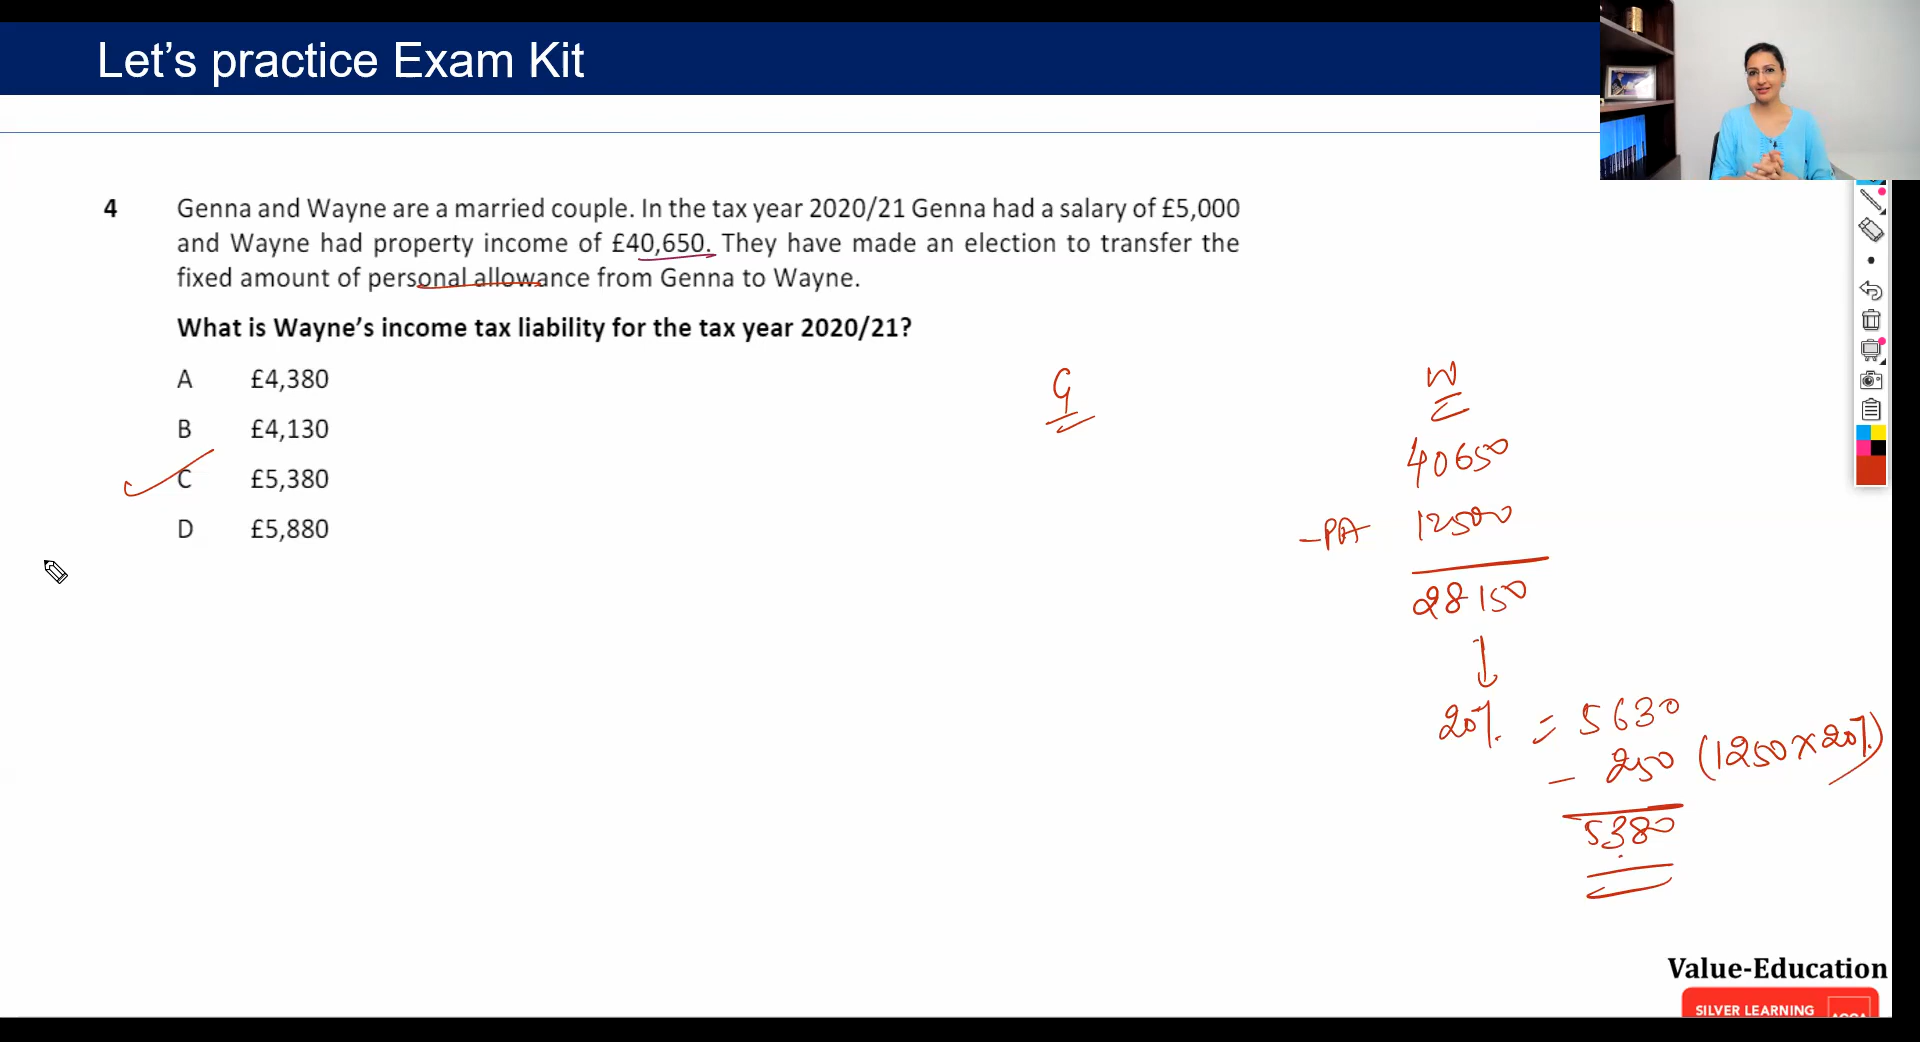 Let's practice Exam Kit
4 Genna and Wayne are a married couple. In the tax year 2020/21 Genna had a salary of £5,000
and Wayne had property income of £40,650. They have made an election to transfer the
fixed amount of personal allowance from Genna to Wayne.
What is Wayne's income tax liability for the tax year 2020/21?
A £4,380
B £4,130
C £5,380
D £5,880
G
W
40650
-PA 12500
28150
20% = 5630
- 250 (1250 x 20%)
5380
Value-Education
SILVER LEARNING